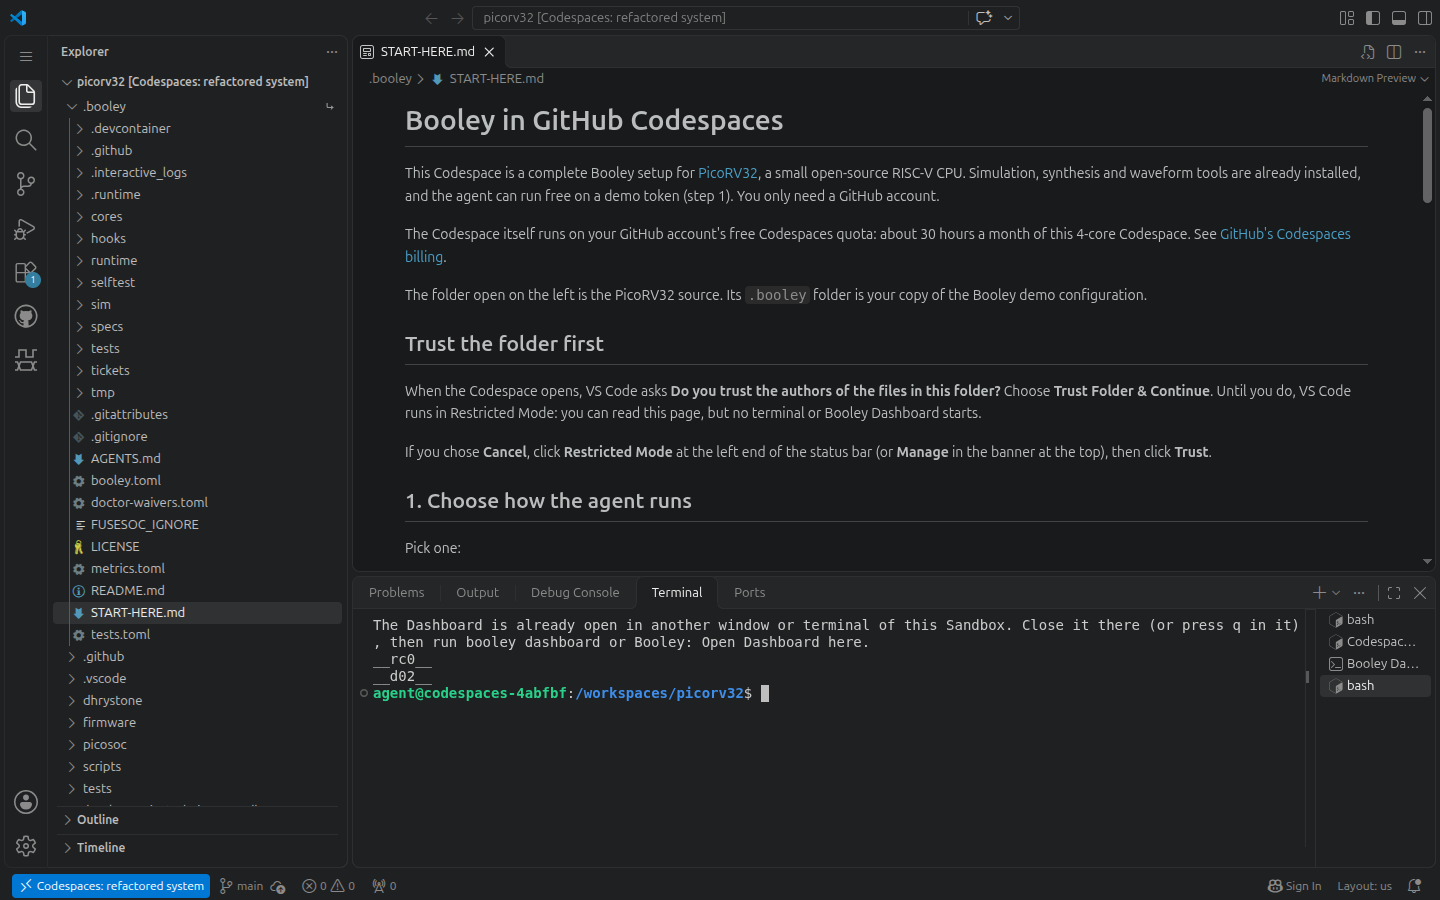 picorv32 [Codespaces: refactored system]
Explorer
START-HERE.md
picorv32 [Codespaces: refactored system]
.booley
.devcontainer
.github
.interactive_logs
.runtime
cores
hooks
runtime
selftest
sim
specs
tests
tickets
tmp
.gitattributes
.gitignore
AGENTS.md
booley.toml
doctor-waivers.toml
FUSESOC_IGNORE
LICENSE
metrics.toml
README.md
START-HERE.md
tests.toml
.github
.vscode
dhrystone
firmware
picosoc
scripts
tests
Outline
Timeline
1
.booley > START-HERE.md
Markdown Preview
Booley in GitHub Codespaces
This Codespace is a complete Booley setup for PicoRV32, a small open-source RISC-V CPU. Simulation, synthesis and waveform tools are already installed,
and the agent can run free on a demo token (step 1). You only need a GitHub account.
The Codespace itself runs on your GitHub account's free Codespaces quota: about 30 hours a month of this 4-core Codespace. See GitHub's Codespaces
billing.
The folder open on the left is the PicoRV32 source. Its .booley folder is your copy of the Booley demo configuration.
Trust the folder first
When the Codespace opens, VS Code asks Do you trust the authors of the files in this folder? Choose Trust Folder & Continue. Until you do, VS Code
runs in Restricted Mode: you can read this page, but no terminal or Booley Dashboard starts.
If you chose Cancel, click Restricted Mode at the left end of the status bar (or Manage in the banner at the top), then click Trust.
1. Choose how the agent runs
Pick one:
Problems Output Debug Console Terminal Ports
The Dashboard is already open in another window or terminal of this Sandbox. Close it there (or press q in it)
, then run booley dashboard or Booley: Open Dashboard here.
__rc0__
__d02__
agent@codespaces-4abfbf:/workspaces/picorv32$
bash
Codespac...
Booley Da...
bash
Codespaces: refactored system main 0 0 0 Sign In Layout: us